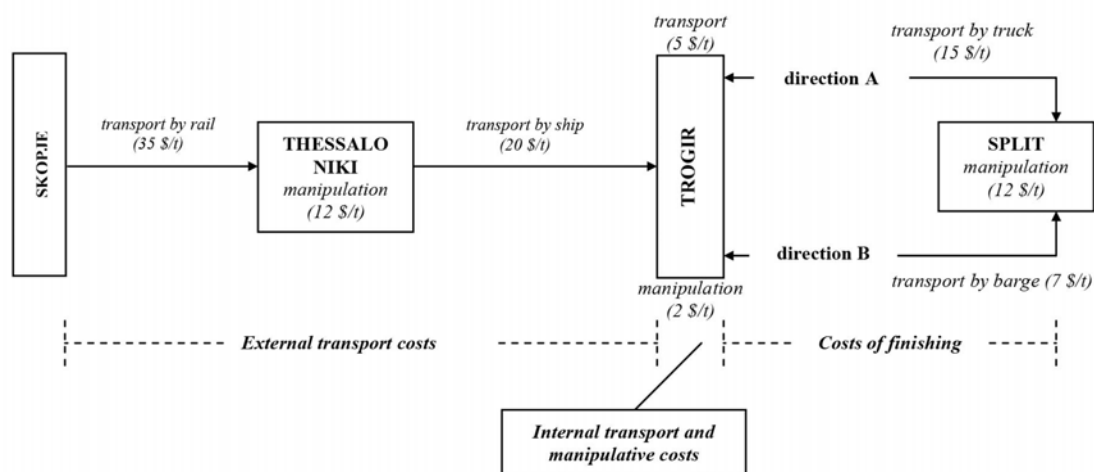 SKOPJE
transport by rail
(35 $/t)
THESSALO
NIKI
manipulation
(12 $/t)
transport by ship
(20 $/t)
transport
(5 $/t)
TROGIR
manipulation
(2 $/t)
direction A
transport by truck
(15 $/t)
SPLIT
manipulation
(12 $/t)
direction B
transport by barge (7 $/t)
External transport costs
Costs of finishing
Internal transport and
manipulative costs